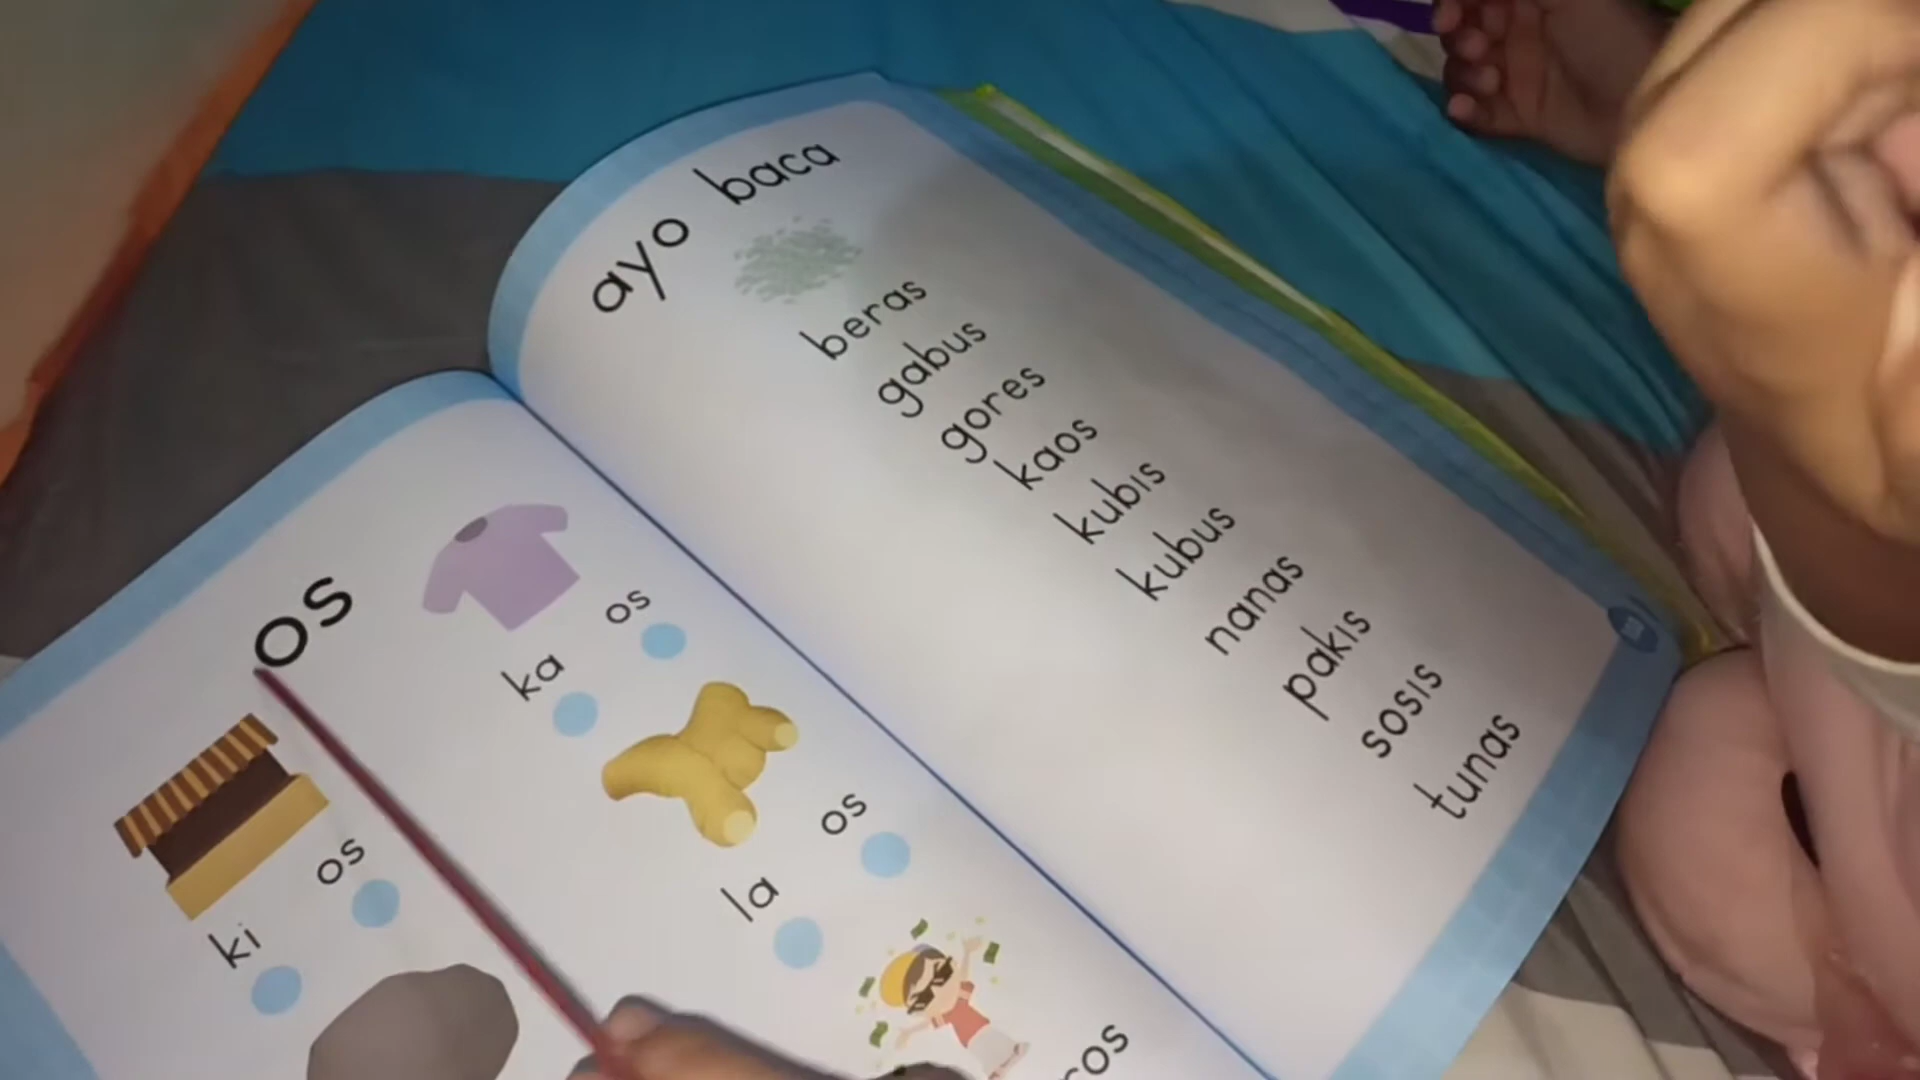 os
ka os
ki os
la os
ros
ayo baca
beras
gabus
gores
kaos
kubis
kubus
nanas
pakis
sosis
tunas